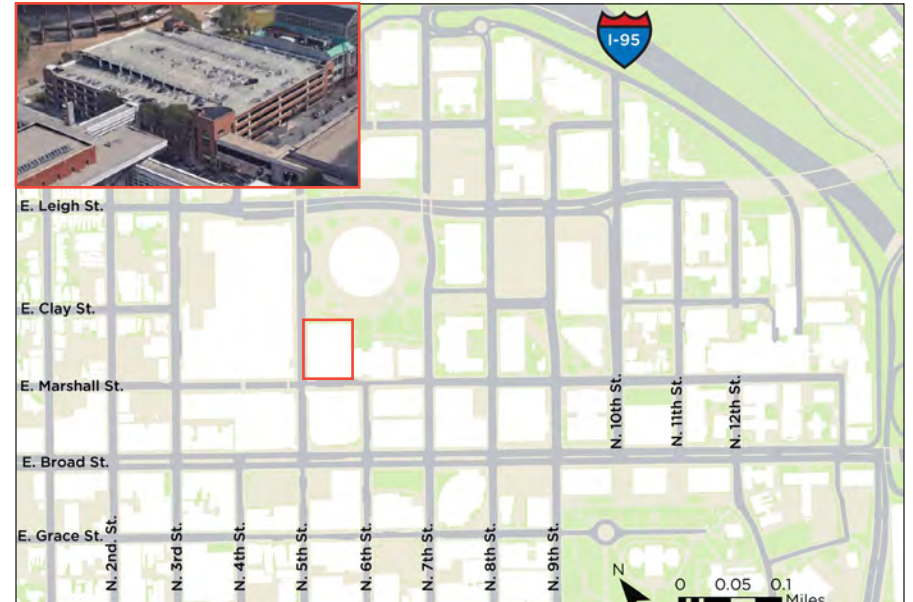 I-95
E. Leigh St.
E. Clay St.
E. Marshall St.
N. 10th St.
N. 11th St.
N. 12th St.
E. Broad St.
E. Grace St.
N. 2nd. St.
N. 3rd St.
N. 4th St.
N. 5th St.
N. 6th St.
N. 7th St.
N. 8th St.
N. 9th St.
N
0 0.05 0.1
Miles